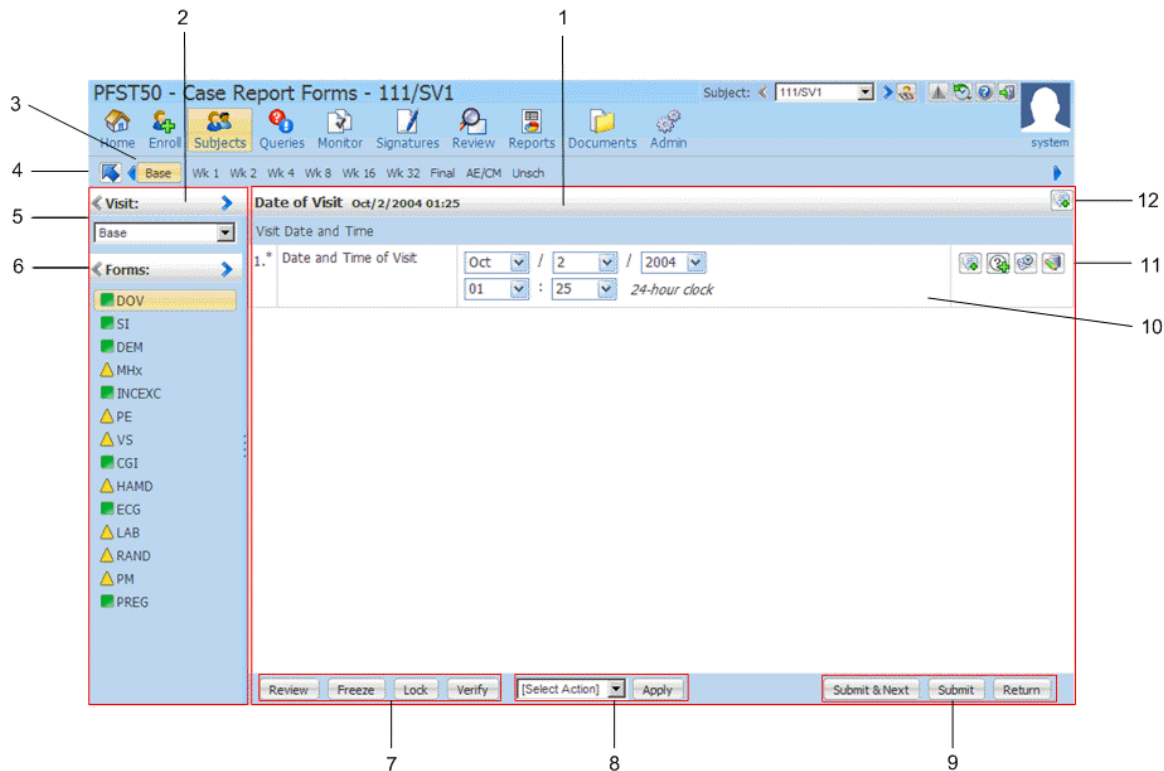 2 1
PFST50 - Case Report Forms - 111/SV1 Subject: 111/SV1
3
Home Enroll Subjects Queries Monitor Signatures Review Reports Documents Admin system
4 Base Wk 1 Wk 2 Wk 4 Wk 8 Wk 16 Wk 32 Final AE/CM Unsch
Visit: Date of Visit Oct/2/2004 01:25 12
5 Base Visit Date and Time
6 Forms: 1.* Date and Time of Visit Oct / 2 / 2004 11
01 : 25 24-hour clock
DOV
10
SI
DEM
MHx
INCEXC
PE
VS
CGI
HAMD
ECG
LAB
RAND
PM
PREG
Review Freeze Lock Verify [Select Action] Apply Submit & Next Submit Return
7 8 9